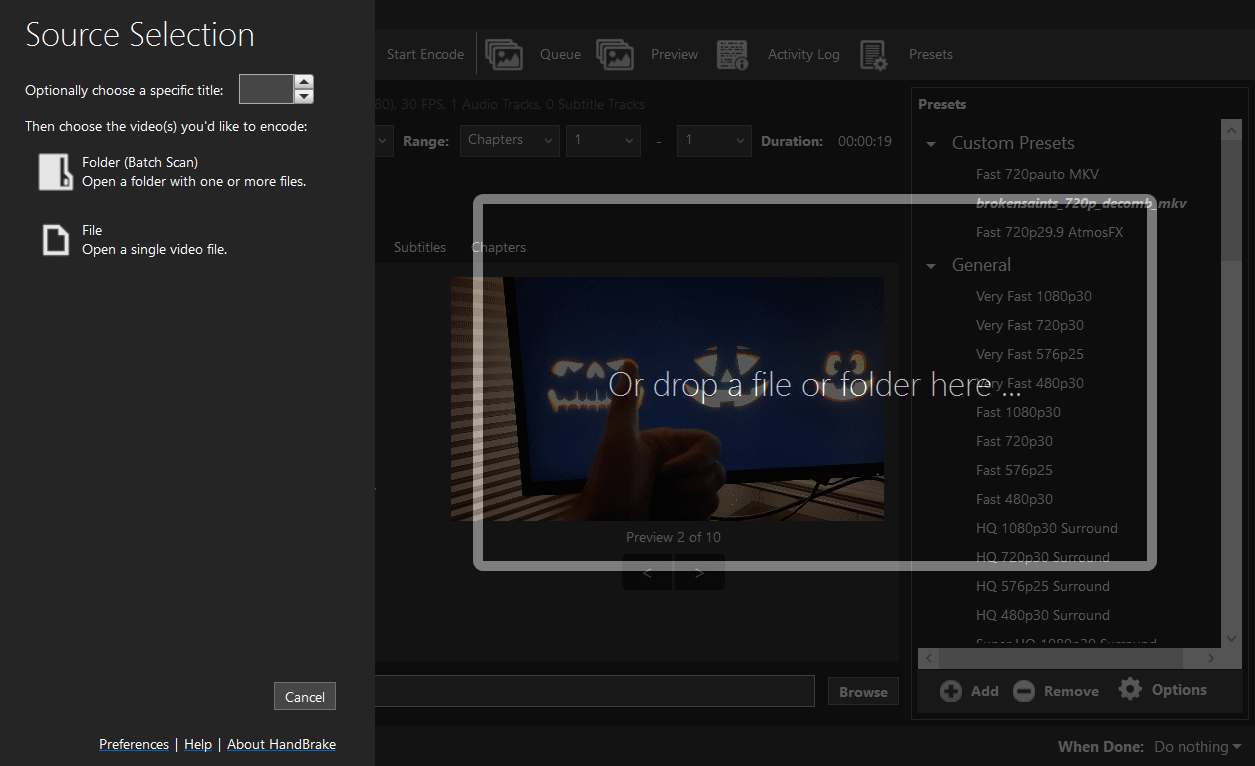 Source Selection
Optionally choose a specific title:
Then choose the video(s) you'd like to encode:
Folder (Batch Scan)
Open a folder with one or more files.
File
Open a single video file.
Cancel
Preferences | Help | About HandBrake
Start Encode
Queue
Preview
Activity Log
Presets
80), 30 FPS, 1 Audio Tracks, 0 Subtitle Tracks
Range: Chapters 1 - 1 Duration: 00:00:19
Subtitles Chapters
Or drop a file or folder here ...
Preview 2 of 10
< >
Browse
Presets
Custom Presets
Fast 720pauto MKV
brokensaints_720p_decomb_mkv
Fast 720p29.9 AtmosFX
General
Very Fast 1080p30
Very Fast 720p30
Very Fast 576p25
Very Fast 480p30
Fast 1080p30
Fast 720p30
Fast 576p25
Fast 480p30
HQ 1080p30 Surround
HQ 720p30 Surround
HQ 576p25 Surround
HQ 480p30 Surround
Super HQ 1080p30 Surround
Add Remove Options
When Done: Do nothing